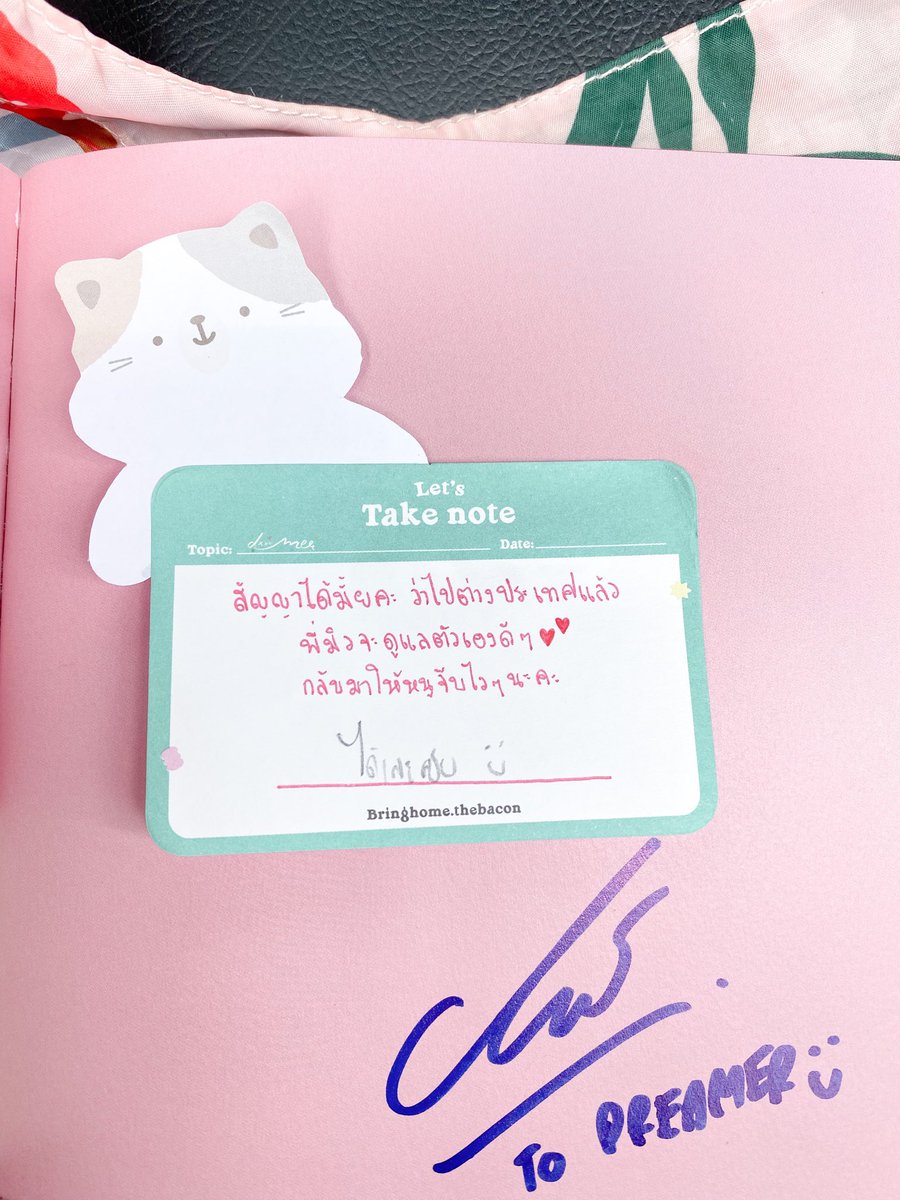 Let's
Take note
Topic: Date:
สัญญาได้มั้ยคะ ว่าไปต่างประเทศแล้ว
พี่มิวจะดูแลตัวเองดีๆ
กลับมาให้หนูจีบไวๆนะคะ
ได้เลยครับ
Bringhome.thebacon
TO DREAMER